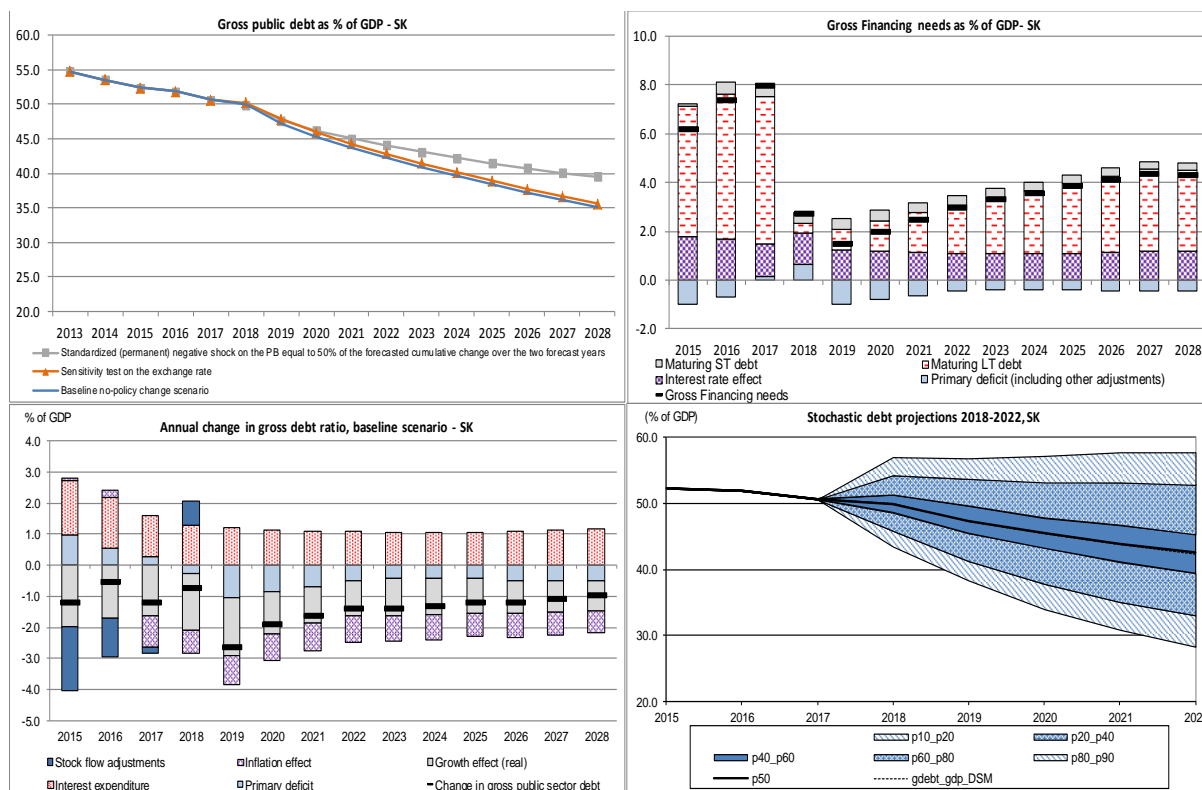 Gross public debt as % of GDP - SK
60.0
50.0
40.0
30.0
20.0
2013 2014 2015 2016 2017 2018 2019 2020 2021 2022 2023 2024 2025 2026 2027 2028
Standardized (permanent) negative shock on the PB equal to 50% of the forecasted cumulative change over the two forecast years
Sensitivity test on the exchange rate
Baseline no-policy change scenario
Gross Financing needs as % of GDP- SK
10.0
8.0
6.0
4.0
2.0
0.0
-2.0
2015 2016 2017 2018 2019 2020 2021 2022 2023 2024 2025 2026 2027 2028
Maturing ST debt Maturing LT debt
Interest rate effect Primary deficit (including other adjustments)
Gross Financing needs
% of GDP
Annual change in gross debt ratio, baseline scenario - SK
4.0
3.0
2.0
1.0
0.0
-1.0
-2.0
-3.0
-4.0
-5.0
2015 2016 2017 2018 2019 2020 2021 2022 2023 2024 2025 2026 2027 2028
Stock flow adjustments Inflation effect Growth effect (real)
Interest expenditure Primary deficit Change in gross public sector debt
(% of GDP)
Stochastic debt projections 2018-2022, SK
60.0
50.0
40.0
30.0
20.0
2015 2016 2017 2018 2019 2020 2021 202
p10_p20 p20_p40
p40_p60 p60_p80 p80_p90
p50 gdebt_gdp_DSM